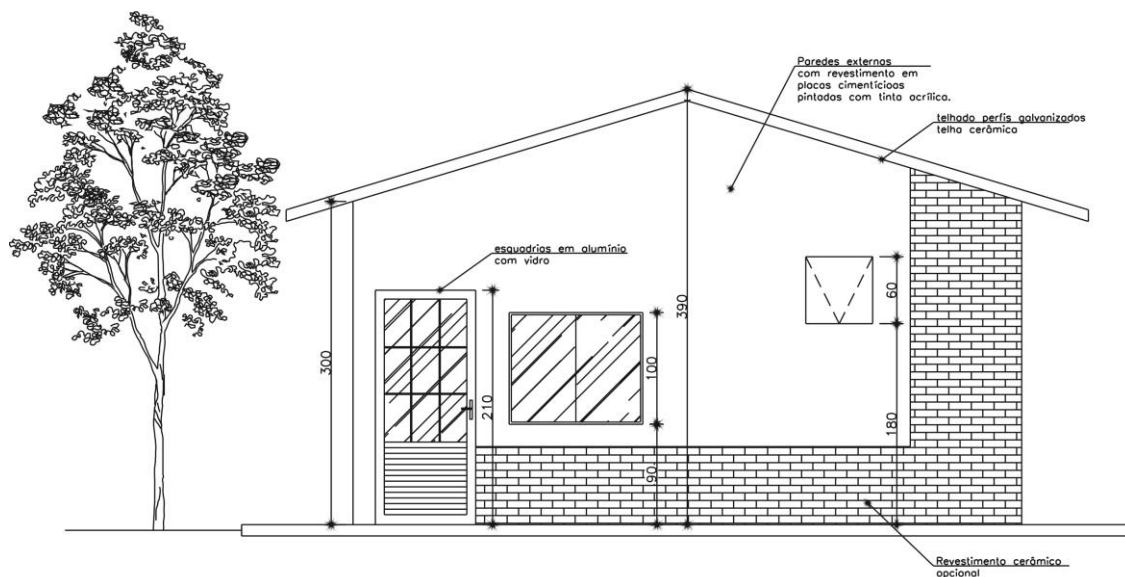 Paredes externas
com revestimento em
placas cimentícias
pintadas com tinta acrílica.
telhado perfis galvanizados
telha cerâmica
esquadrias em alumínio
com vidro
300
210
100
90
390
60
180
Revestimento cerâmico
opcional